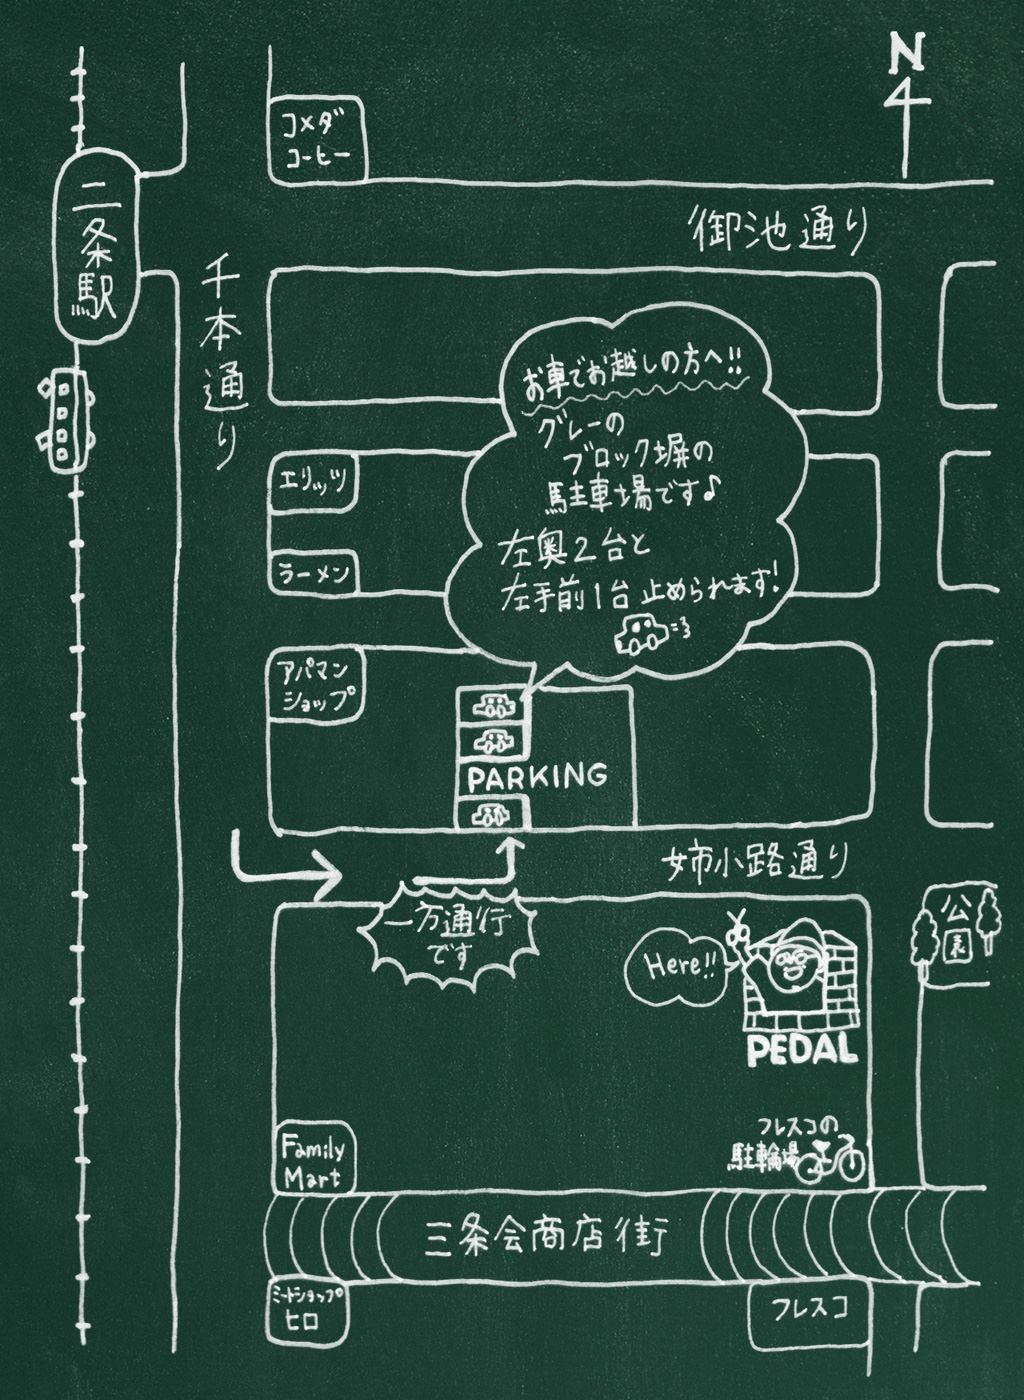 N
コメダ
コーヒー
二条駅
御池通り
千本通り
お車でお越しの方へ!!
グレーの
ブロック塀の
駐車場です♪
左奥2台と
左手前1台 止められます!
エリッツ
ラーメン
アパマン
ショップ
PARKING
姉小路通り
一方通行
です
公
園
Here!!
PEDAL
フレスコの
駐輪場
Family
Mart
三条会商店街
ミートショップ
ヒロ
フレスコ